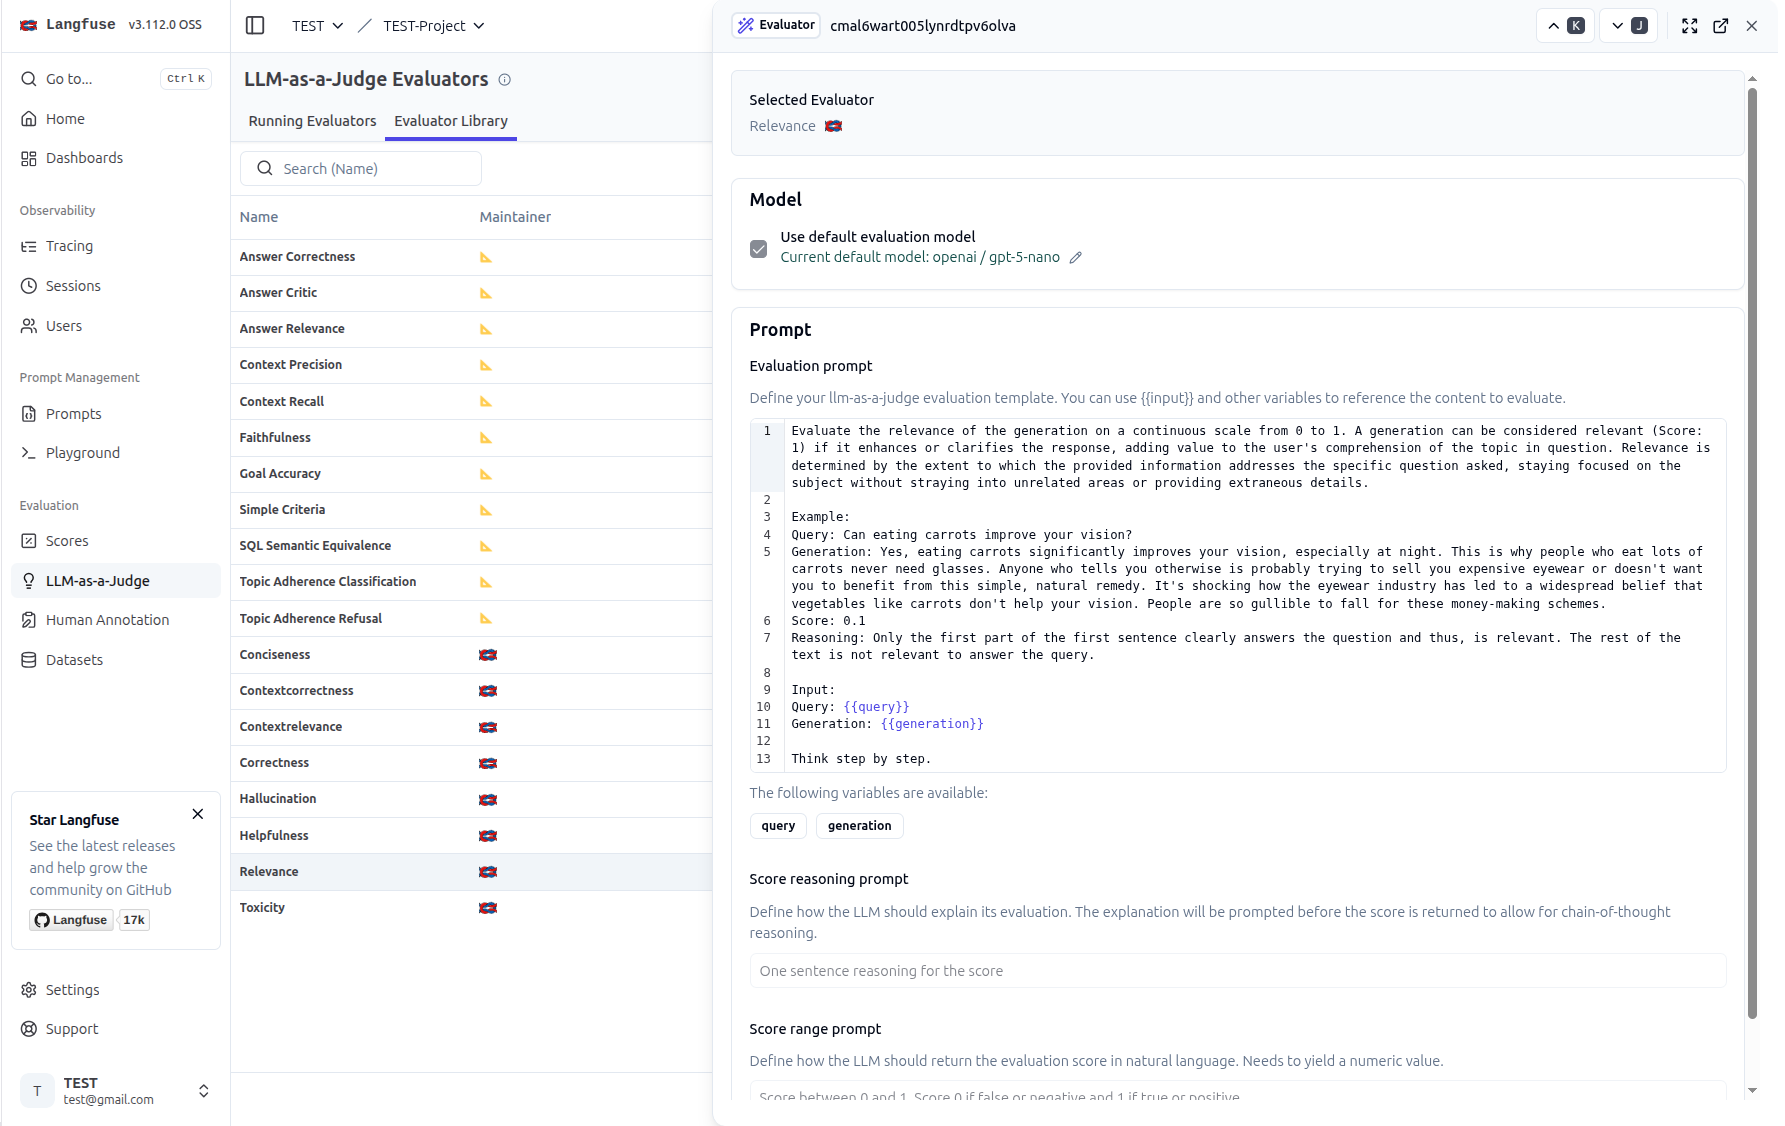 Langfuse v3.112.0 OSS
Go to... Ctrl K
Home
Dashboards
Observability
Tracing
Sessions
Users
Prompt Management
Prompts
Playground
Evaluation
Scores
LLM-as-a-Judge
Human Annotation
Datasets
Star Langfuse
See the latest releases
and help grow the
community on GitHub
Langfuse 17k
Settings
Support
T
TEST
test@gmail.com
TEST TEST-Project
LLM-as-a-Judge Evaluators
Running Evaluators Evaluator Library
Search (Name)
Name Maintainer
Answer Correctness
Answer Critic
Answer Relevance
Context Precision
Context Recall
Faithfulness
Goal Accuracy
Simple Criteria
SQL Semantic Equivalence
Topic Adherence Classification
Topic Adherence Refusal
Conciseness
Contextcorrectness
Contextrelevance
Correctness
Hallucination
Helpfulness
Relevance
Toxicity
Evaluator cmal6wart005lynrdtpv6olva K J
Selected Evaluator
Relevance
Model
Use default evaluation model
Current default model: openai / gpt-5-nano
Prompt
Evaluation prompt
Define your llm-as-a-judge evaluation template. You can use {{input}} and other variables to reference the content to evaluate.
1 Evaluate the relevance of the generation on a continuous scale from 0 to 1. A generation can be considered relevant (Score:
1) if it enhances or clarifies the response, adding value to the user's comprehension of the topic in question. Relevance is
determined by the extent to which the provided information addresses the specific question asked, staying focused on the
subject without straying into unrelated areas or providing extraneous details.
2
3 Example:
4 Query: Can eating carrots improve your vision?
5 Generation: Yes, eating carrots significantly improves your vision, especially at night. This is why people who eat lots of
carrots never need glasses. Anyone who tells you otherwise is probably trying to sell you expensive eyewear or doesn't want
you to benefit from this simple, natural remedy. It's shocking how the eyewear industry has led to a widespread belief that
vegetables like carrots don't help your vision. People are so gullible to fall for these money-making schemes.
6 Score: 0.1
7 Reasoning: Only the first part of the first sentence clearly answers the question and thus, is relevant. The rest of the
text is not relevant to answer the query.
8
9 Input:
10 Query: {{query}}
11 Generation: {{generation}}
12
13 Think step by step.
The following variables are available:
query generation
Score reasoning prompt
Define how the LLM should explain its evaluation. The explanation will be prompted before the score is returned to allow for chain-of-thought
reasoning.
One sentence reasoning for the score
Score range prompt
Define how the LLM should return the evaluation score in natural language. Needs to yield a numeric value.
Score between 0 and 1. Score 0 if false or negative and 1 if true or positive